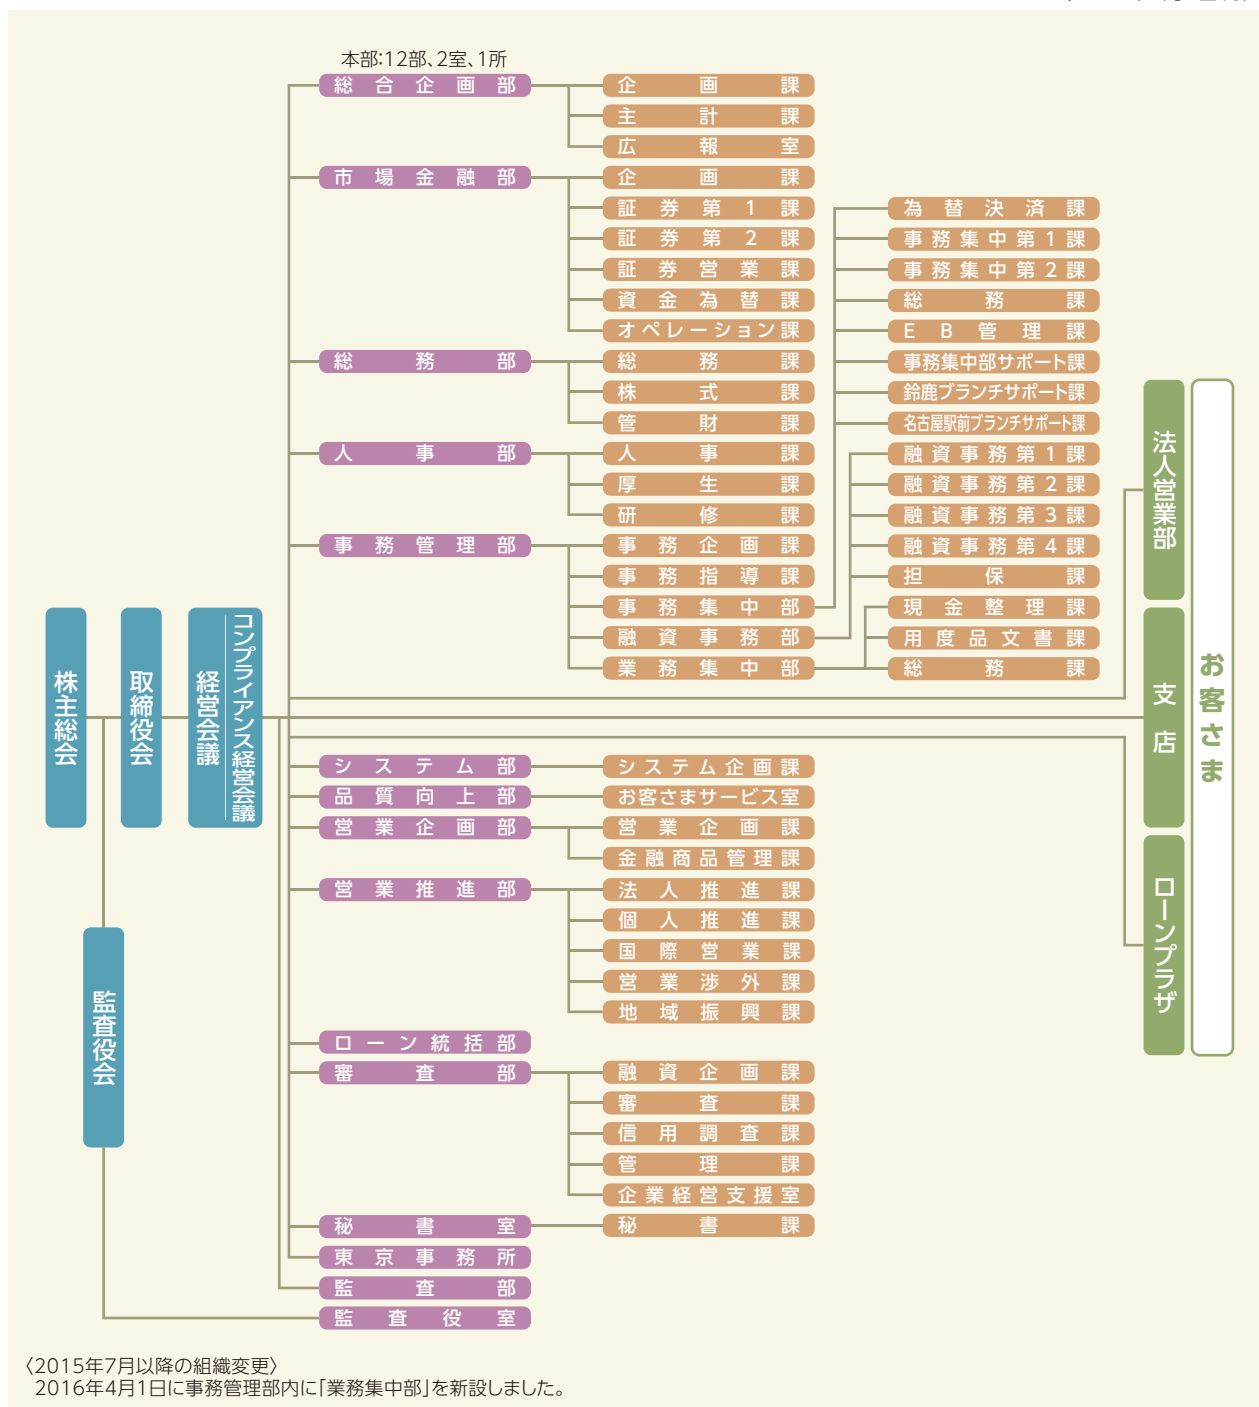 本部:12部、2室、1所
総合企画部
企画課
主計課
広報室
市場金融部
企画課
証券第1課
証券第2課
証券営業課
資金為替課
オペレーション課
総務部
総務課
株式課
管財課
人事部
人事課
厚生課
研修課
事務管理部
事務企画課
事務指導課
事務集中部
融資事務部
業務集中部
為替決済課
事務集中第1課
事務集中第2課
総務課
EB管理課
事務集中部サポート課
鈴鹿ブランチサポート課
名古屋駅前ブランチサポート課
融資事務第1課
融資事務第2課
融資事務第3課
融資事務第4課
担保課
現金整理課
用度品文書課
総務課
株主総会
取締役会
経営会議
コンプライアンス経営会議
監査役会
システム部
システム企画課
品質向上部
お客さまサービス室
営業企画部
営業企画課
金融商品管理課
営業推進部
法人推進課
個人推進課
国際営業課
営業渉外課
地域振興課
ローン統括部
審査部
融資企画課
審査課
信用調査課
管理課
企業経営支援室
秘書室
秘書課
東京事務所
監査部
監査役室
法人営業部
支店
ローンプラザ
お客さま
〈2015年7月以降の組織変更〉
2016年4月1日に事務管理部内に「業務集中部」を新設しました。